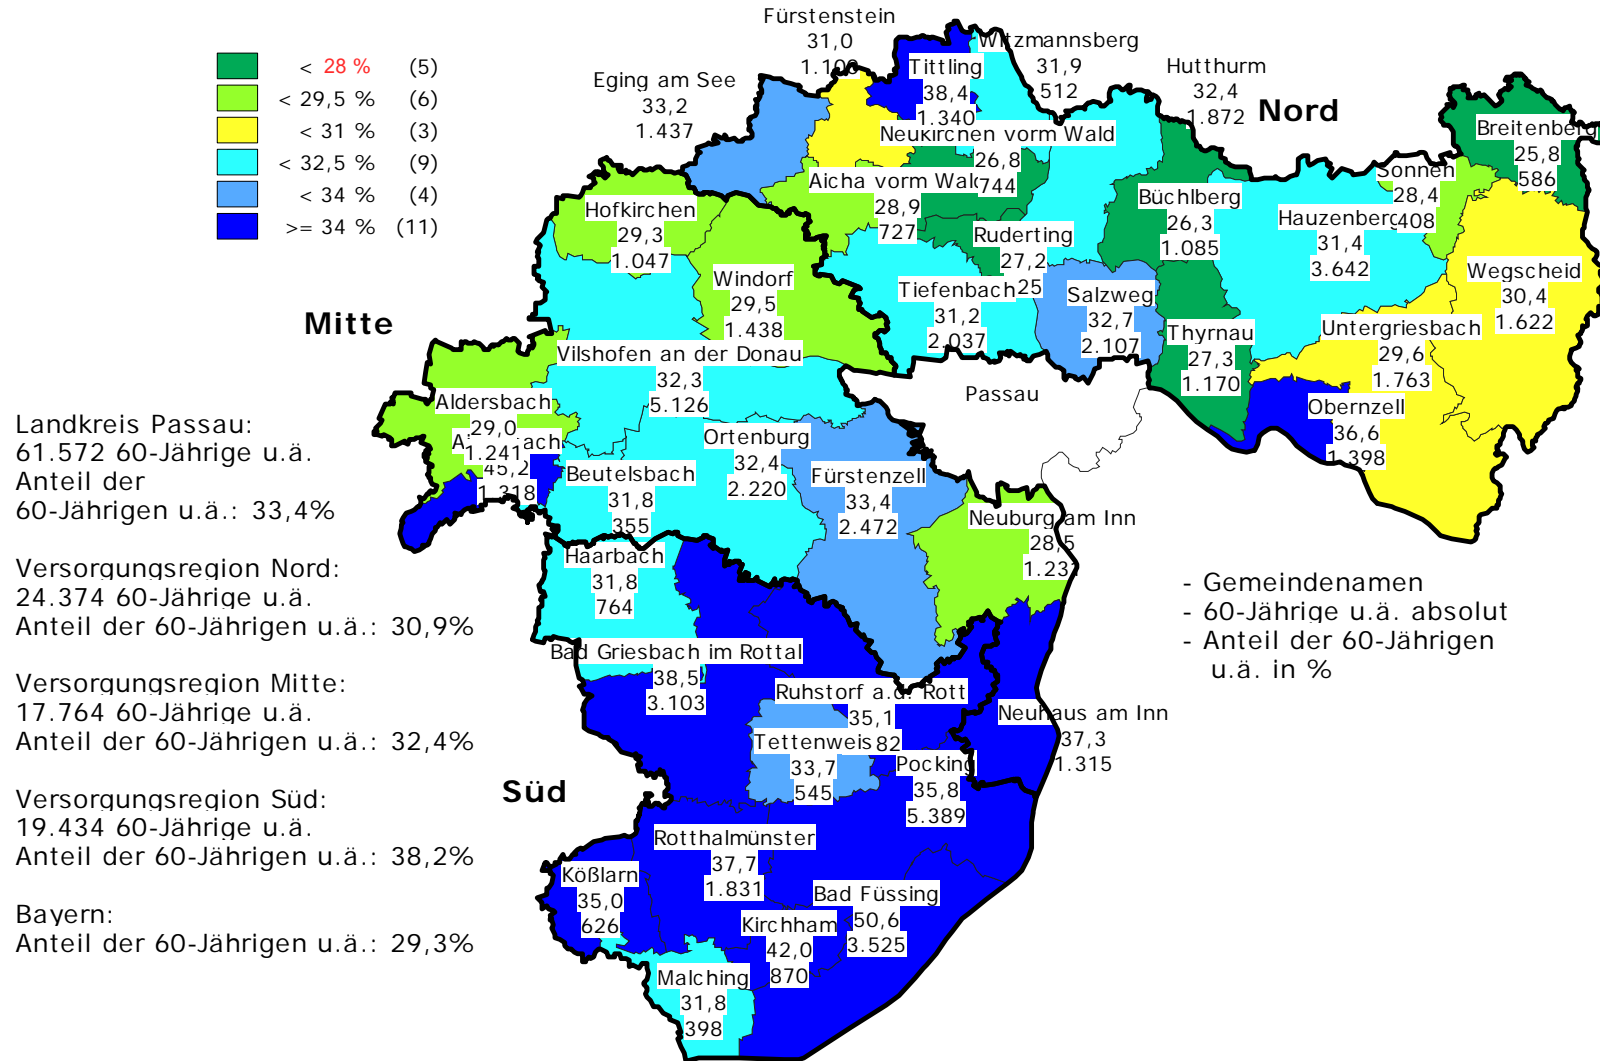 < 28 % (5)
< 29,5 % (6)
< 31 % (3)
< 32,5 % (9)
< 34 % (4)
>= 34 % (11)
Fürstenstein
31,0
Eging am See
33,2
1.437
Tittling
38,4
1.340
Witzmannsberg
31,9
512
Hutthurm
32,4
1.872
Nord
Breitenberg
25,8
586
Neukirchen vorm Wald
26,8
744
Aicha vorm Wald
28,9
727
Sonnen
28,4
408
Büchlberg
26,3
1.085
Hauzenberg
31,4
3.642
Hofkirchen
29,3
1.047
Ruderting
27,2
Windorf
29,5
1.438
Tiefenbach
31,2
2.037
Salzweg
32,7
2.107
Wegscheid
30,4
1.622
Mitte
Thyrnau
27,3
1.170
Untergriesbach
29,6
1.763
Vilshofen an der Donau
32,3
5.126
Passau
Obernzell
36,6
1.398
Aldersbach
29,0
1.241
45,2
1.318
Ortenburg
32,4
2.220
Beutelsbach
31,8
355
Fürstenzell
33,4
2.472
Neuburg am Inn
28,5
Landkreis Passau:
61.572 60-Jährige u.ä.
Anteil der
60-Jährigen u.ä.: 33,4%
Versorgungsregion Nord:
24.374 60-Jährige u.ä.
Anteil der 60-Jährigen u.ä.: 30,9%
Versorgungsregion Mitte:
17.764 60-Jährige u.ä.
Anteil der 60-Jährigen u.ä.: 32,4%
Versorgungsregion Süd:
19.434 60-Jährige u.ä.
Anteil der 60-Jährigen u.ä.: 38,2%
Bayern:
Anteil der 60-Jährigen u.ä.: 29,3%
Haarbach
31,8
764
- Gemeindenamen
- 60-Jährige u.ä. absolut
- Anteil der 60-Jährigen
u.ä. in %
Bad Griesbach im Rottal
38,5
3.103
Ruhstorf a.d. Rott
35,1
Neuhaus am Inn
37,3
1.315
Tettenweis
33,7
545
Pocking
35,8
5.389
Süd
Rotthalmünster
37,7
1.831
Kößlarn
35,0
626
Bad Füssing
50,6
3.525
Kirchham
42,0
870
Malching
31,8
398